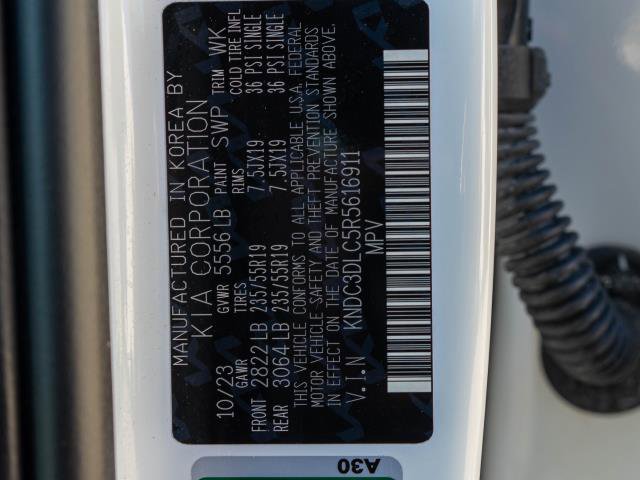 MANUFACTURED IN KOREA BY
KIA CORPORATION
10/23 GVWR 5556LB PAINT SWP TRIM WK
GAWR TIRES RIMS COLD TIRE INFL
FRONT 2822LB 235/55R19 7.5JX19 36 PSI SINGLE
REAR 3064LB 235/55R19 7.5JX19 36 PSI SINGLE
THIS VEHICLE CONFORMS TO ALL APPLICABLE U.S.A. FEDERAL
MOTOR VEHICLE SAFETY AND THEFT PREVENTION STANDARDS
IN EFFECT ON THE DATE OF MANUFACTURE SHOWN ABOVE.
V.I.N KNDC3DLC5R5616911
MPV
A30